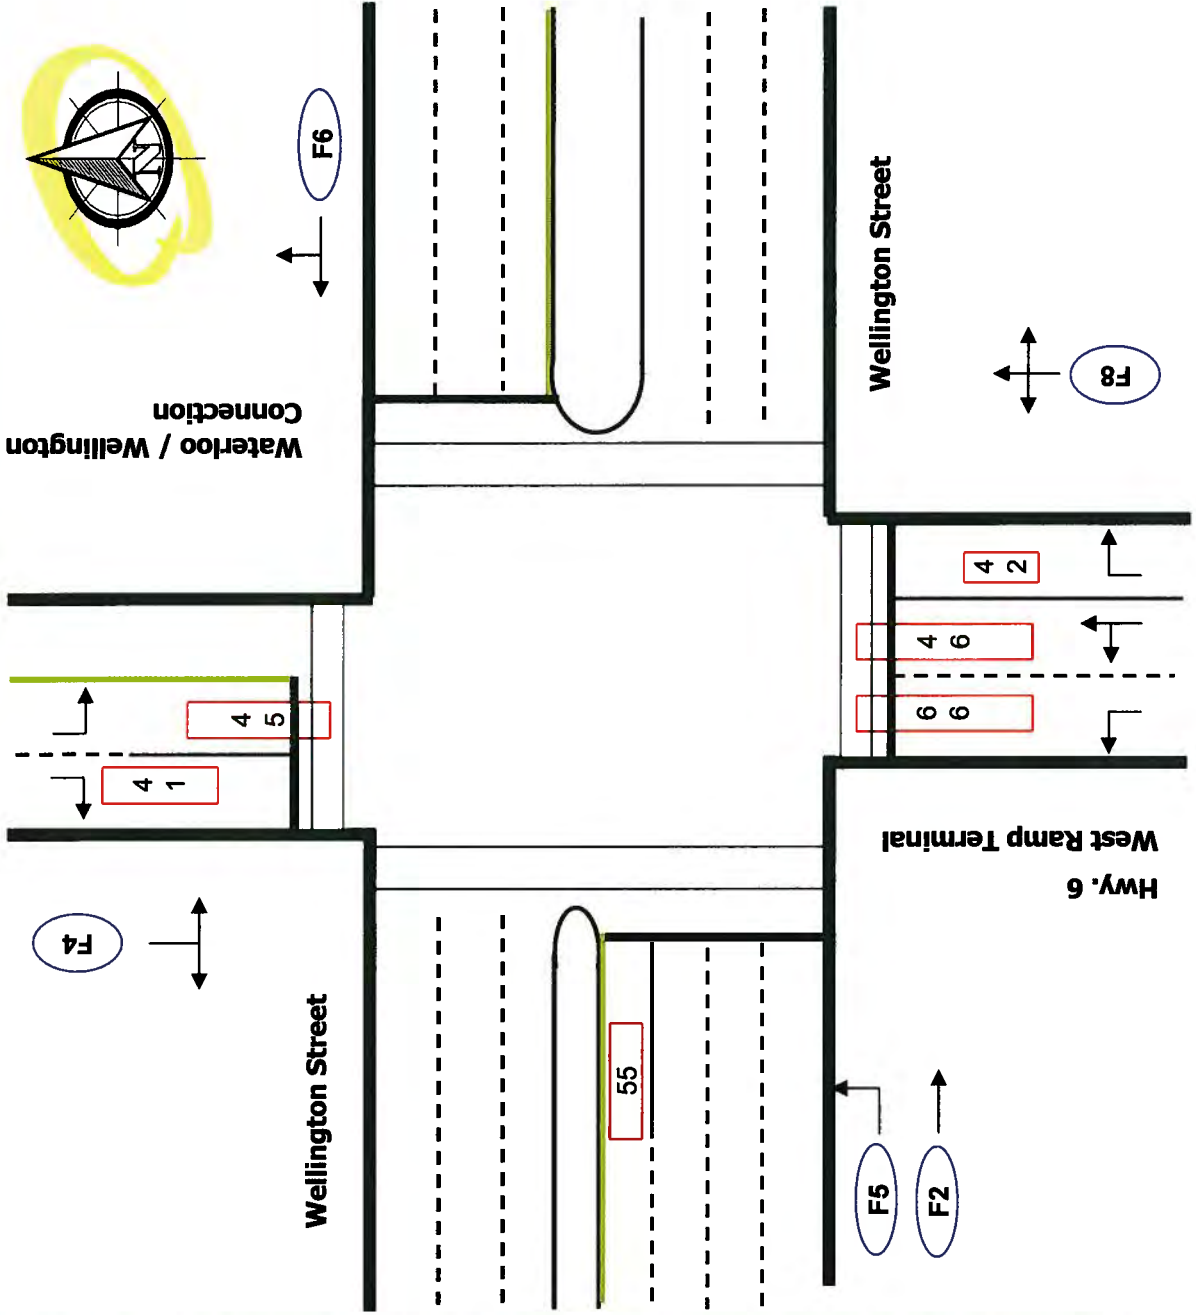 N
F6
Waterloo / Wellington
Connection
F4
4 5
4 1
Wellington Street
Wellington Street
F8
4 2
4 6
6 6
55
Hwy. 6
West Ramp Terminal
F5
F2